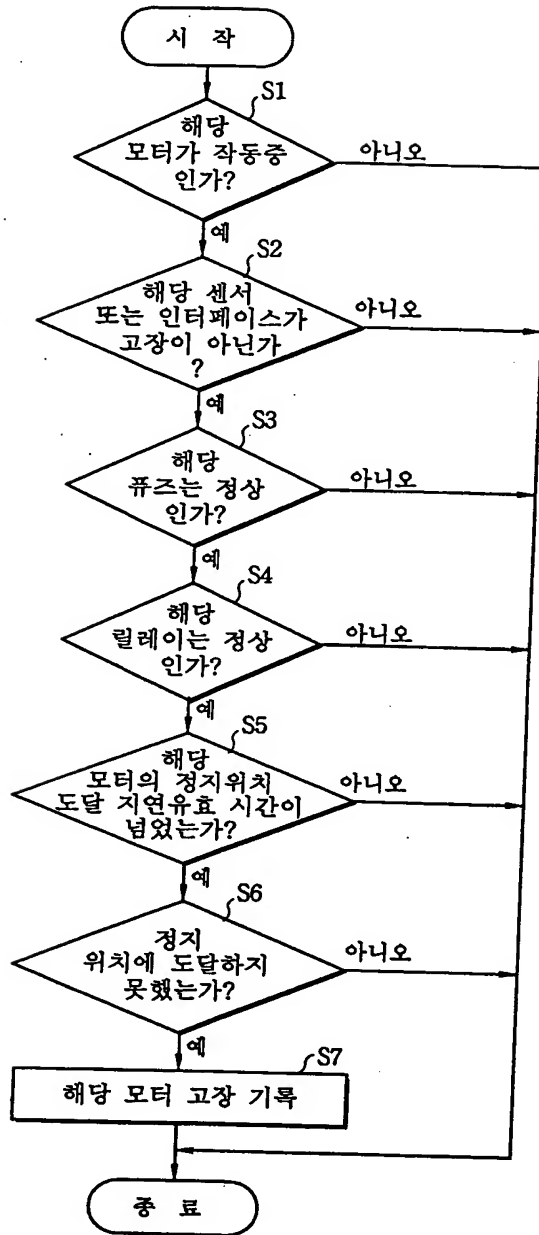 시 작
S1
해당
모터가 작동중
인가?
아니오
예
S2
해당 센서
또는 인터페이스가
고장이 아닌가
?
아니오
예
S3
해당
퓨즈는 정상
인가?
아니오
예
S4
해당
릴레이는 정상
인가?
아니오
예
S5
해당
모터의 정지위치
도달 지연유효 시간이
넘었는가?
아니오
예
S6
정지
위치에 도달하지
못했는가?
아니오
예
S7
해당 모터 고장 기록
종 료